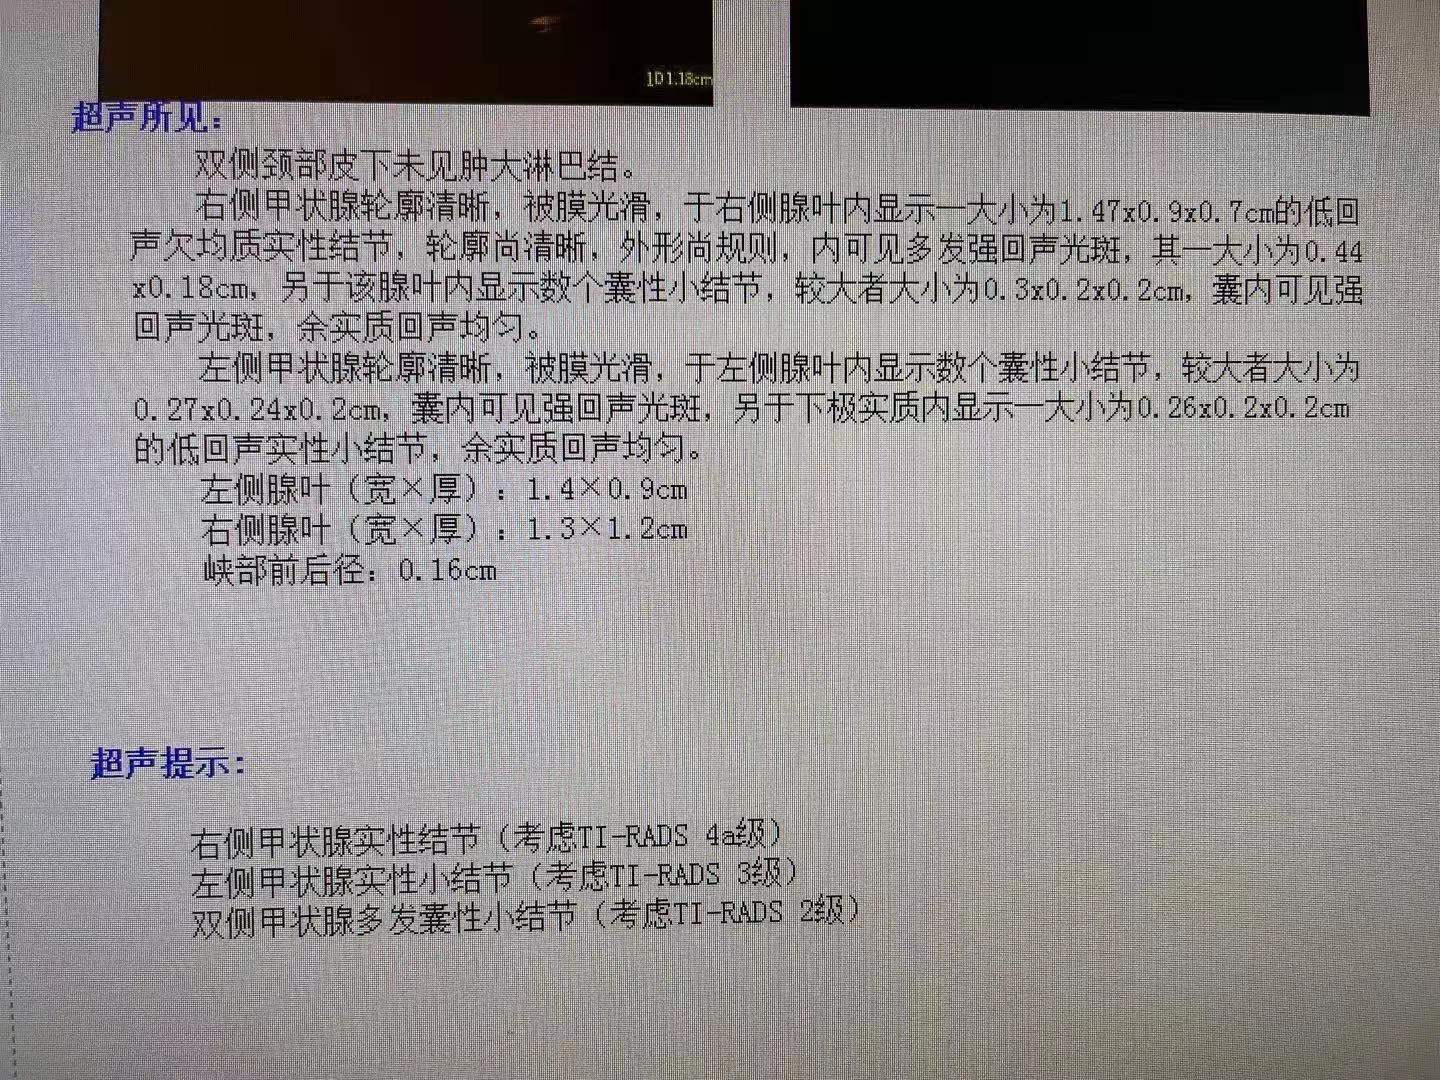 101.18cm
超声所见：
双侧颈部皮下未见肿大淋巴结。
右侧甲状腺轮廓清晰，被膜光滑，于右侧腺叶内显示一大小为1.47x0.9x0.7cm的低回
声欠均质实性结节，轮廓尚清晰，外形尚规则，内可见多发强回声光斑，其一大小为0.44
x0.18cm，另于该腺叶内显示数个囊性小结节，较大者大小为0.3x0.2x0.2cm，囊内可见强
回声光斑，余实质回声均匀。
左侧甲状腺轮廓清晰，被膜光滑，于左侧腺叶内显示数个囊性小结节，较大者大小为
0.27x0.24x0.2cm，囊内可见强回声光斑，另于下极实质内显示一大小为0.26x0.2x0.2cm
的低回声实性小结节，余实质回声均匀。
左侧腺叶（宽×厚）：1.4×0.9cm
右侧腺叶（宽×厚）：1.3×1.2cm
峡部前后径：0.16cm
超声提示：
右侧甲状腺实性结节（考虑TI-RADS 4a级）
左侧甲状腺实性小结节（考虑TI-RADS 3级）
双侧甲状腺多发囊性小结节（考虑TI-RADS 2级）